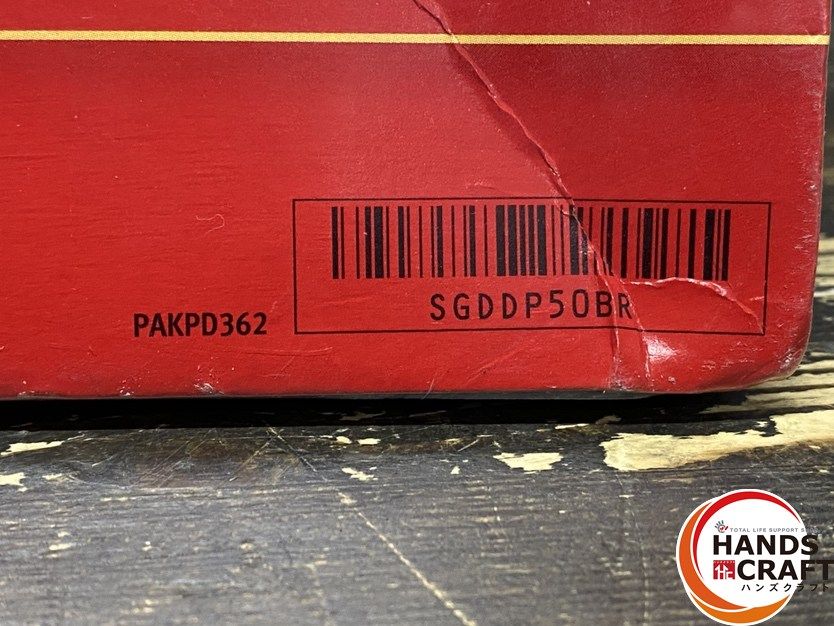 SGDDP50BR
PAKPD362
TOTAL LIFE SUPPORT
HANDS
CRAFT
ハンズクラフト